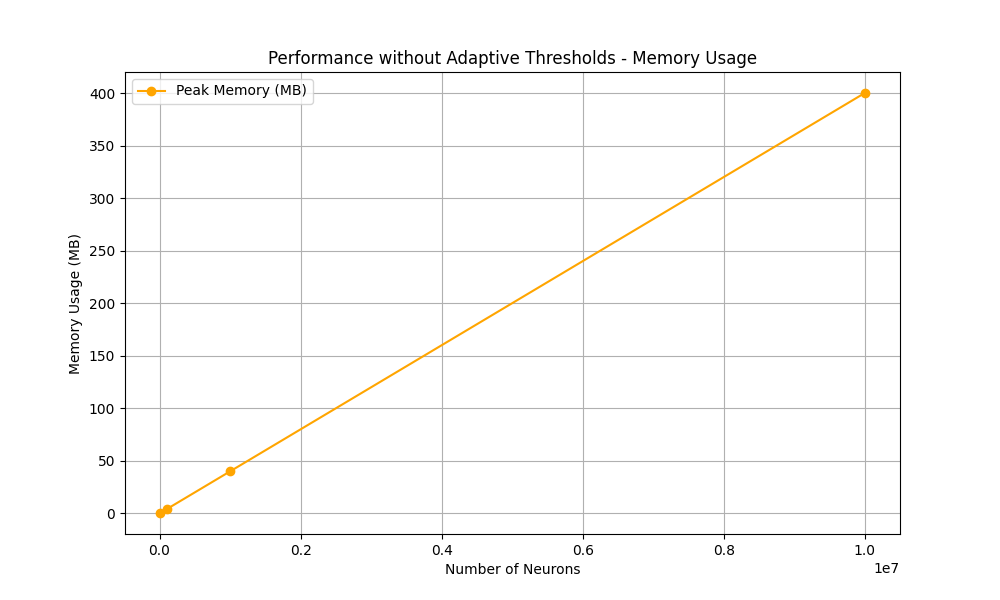 Performance without Adaptive Thresholds - Memory Usage
Peak Memory (MB)
Memory Usage (MB)
400
350
300
250
200
150
100
50
0
0.0 0.2 0.4 0.6 0.8 1.0
1e7
Number of Neurons